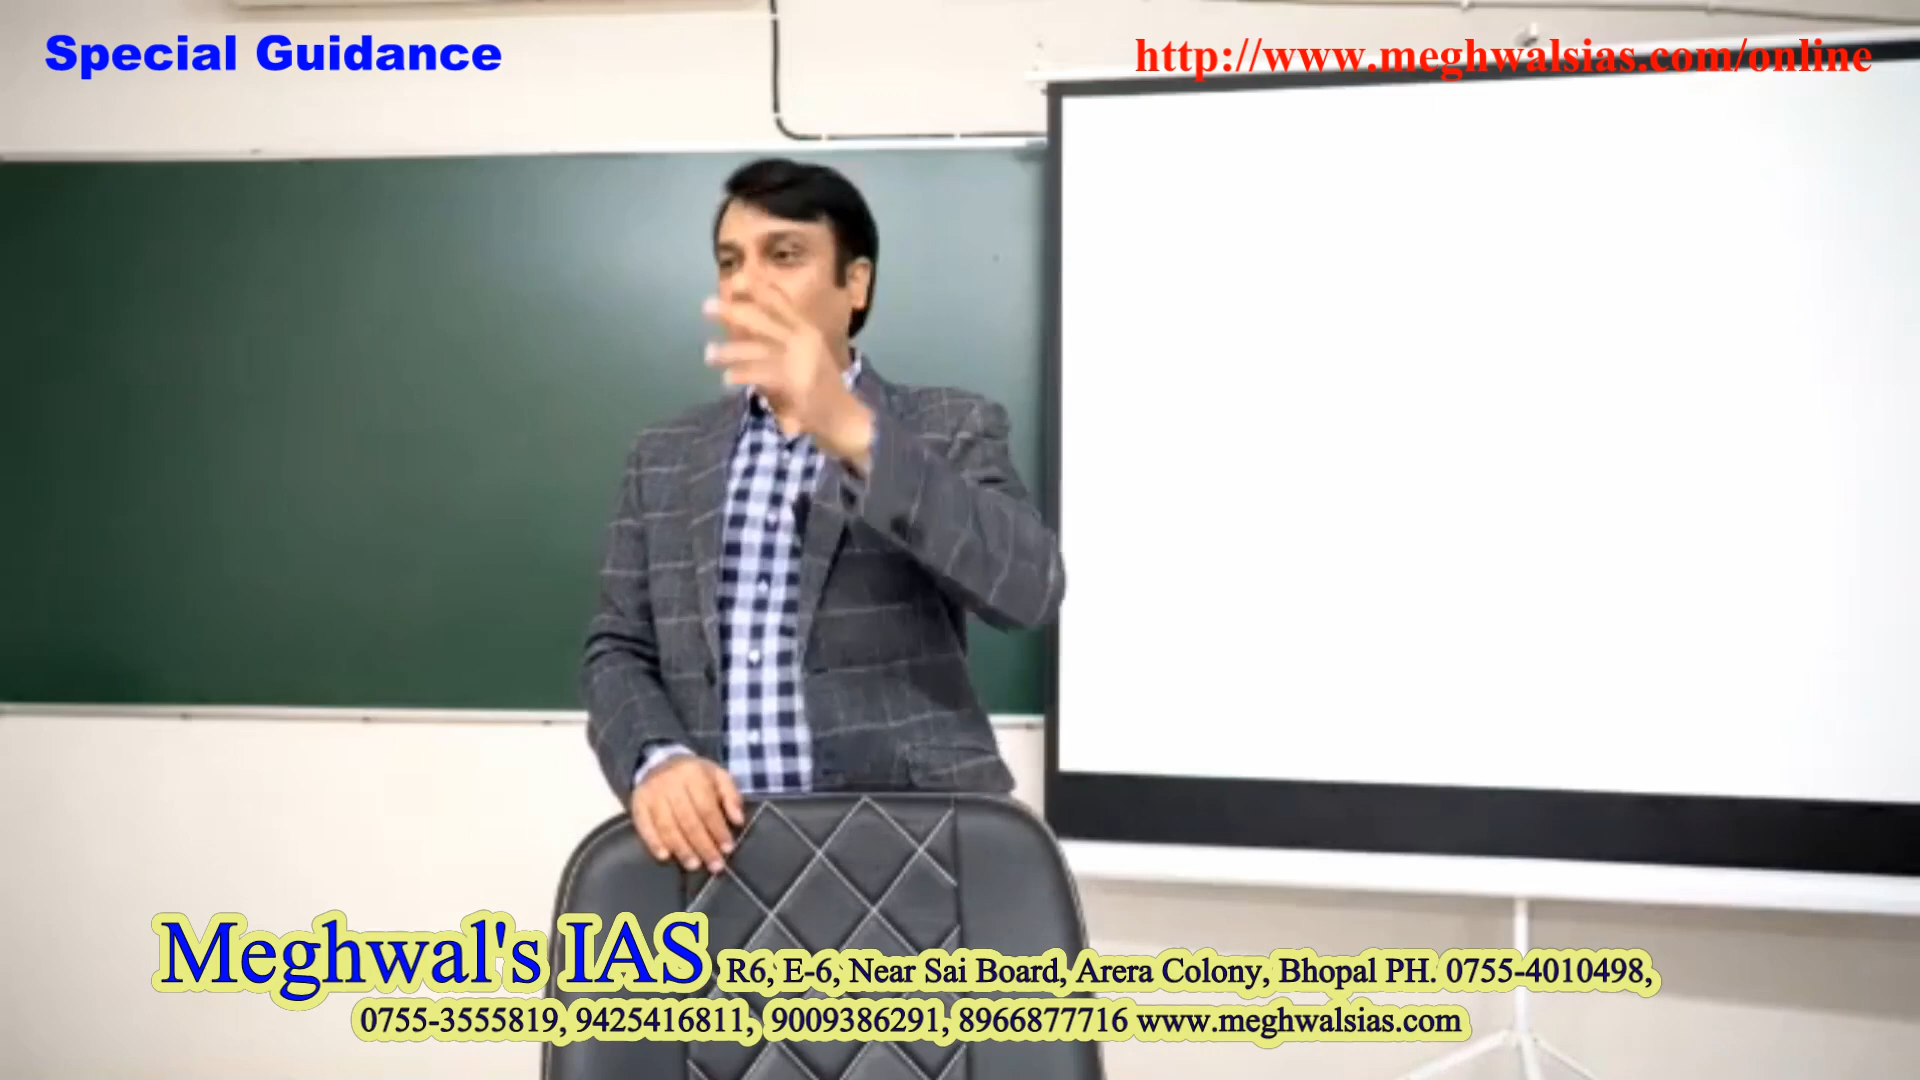 Special Guidance
http://www.meghwalsias.com/online
Meghwal's IAS R6, E-6, Near Sai Board, Arera Colony, Bhopal PH. 0755-4010498,
0755-3555819, 9425416811, 9009386291, 8966877716 www.meghwalsias.com